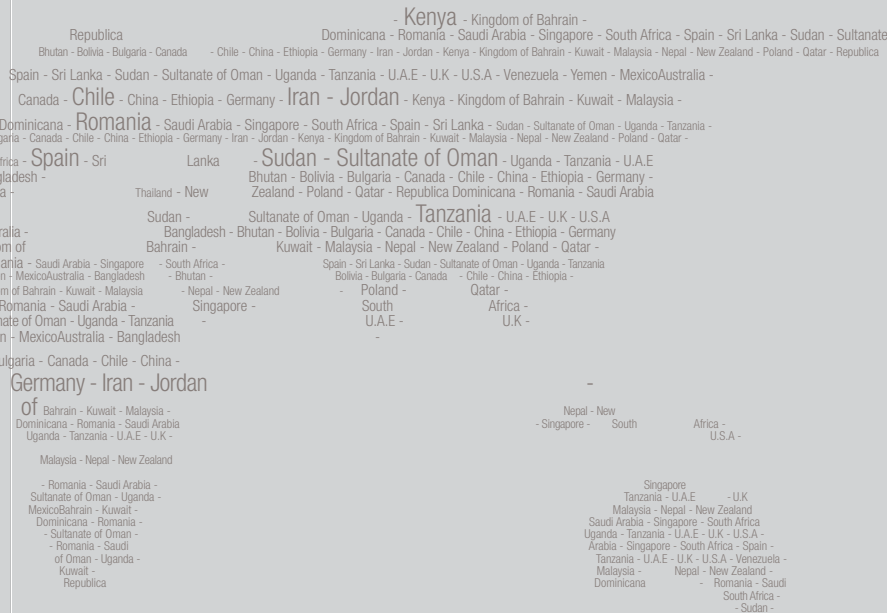 - Kenya - Kingdom of Bahrain -
Republica Dominicana - Romania - Saudi Arabia - Singapore - South Africa - Spain - Sri Lanka - Sudan - Sultanate
Bhutan - Bolivia - Bulgaria - Canada - Chile - China - Ethiopia - Germany - Iran - Jordan - Kenya - Kingdom of Bahrain - Kuwait - Malaysia - Nepal - New Zealand - Poland - Qatar - Republica
Spain - Sri Lanka - Sudan - Sultanate of Oman - Uganda - Tanzania - U.A.E - U.K - U.S.A - Venezuela - Yemen - MexicoAustralia -
Canada - Chile - China - Ethiopia - Germany - Iran - Jordan - Kenya - Kingdom of Bahrain - Kuwait - Malaysia -
Dominicana - Romania - Saudi Arabia - Singapore - South Africa - Spain - Sri Lanka - Sudan - Sultanate of Oman - Uganda - Tanzania -
garia - Canada - Chile - China - Ethiopia - Germany - Iran - Jordan - Kenya - Kingdom of Bahrain - Kuwait - Malaysia - Nepal - New Zealand - Poland - Qatar -
frica - Spain - Sri Lanka - Sudan - Sultanate of Oman - Uganda - Tanzania - U.A.E
gladesh - Bhutan - Bolivia - Bulgaria - Canada - Chile - China - Ethiopia - Germany -
a - Thailand - New Zealand - Poland - Qatar - Republica Dominicana - Romania - Saudi Arabia
Sudan - Sultanate of Oman - Uganda - Tanzania - U.A.E - U.K - U.S.A
ralia - Bangladesh - Bhutan - Bolivia - Bulgaria - Canada - Chile - China - Ethiopia - Germany
om of Bahrain - Kuwait - Malaysia - Nepal - New Zealand - Poland - Qatar -
ania - Saudi Arabia - Singapore - South Africa - Spain - Sri Lanka - Sudan - Sultanate of Oman - Uganda - Tanzania
n - MexicoAustralia - Bangladesh - Bhutan - Bolivia - Bulgaria - Canada - Chile - China - Ethiopia -
m of Bahrain - Kuwait - Malaysia - Nepal - New Zealand - Poland - Qatar -
Romania - Saudi Arabia - Singapore - South Africa -
nate of Oman - Uganda - Tanzania - U.A.E - U.K -
n - MexicoAustralia - Bangladesh -
ulgaria - Canada - Chile - China -
Germany - Iran - Jordan -
of Bahrain - Kuwait - Malaysia - Nepal - New
Dominicana - Romania - Saudi Arabia - Singapore - South Africa -
Uganda - Tanzania - U.A.E - U.K - U.S.A -
Malaysia - Nepal - New Zealand
- Romania - Saudi Arabia - Singapore
Sultanate of Oman - Uganda - Tanzania - U.A.E - U.K
MexicoBahrain - Kuwait - Malaysia - Nepal - New Zealand
Dominicana - Romania - Saudi Arabia - Singapore - South Africa
- Sultanate of Oman - Uganda - Tanzania - U.A.E - U.K - U.S.A -
- Romania - Saudi Arabia - Singapore - South Africa - Spain -
of Oman - Uganda - Tanzania - U.A.E - U.K - U.S.A - Venezuela -
Kuwait - Malaysia - Nepal - New Zealand -
Republica Dominicana - Romania - Saudi
South Africa -
- Sudan -